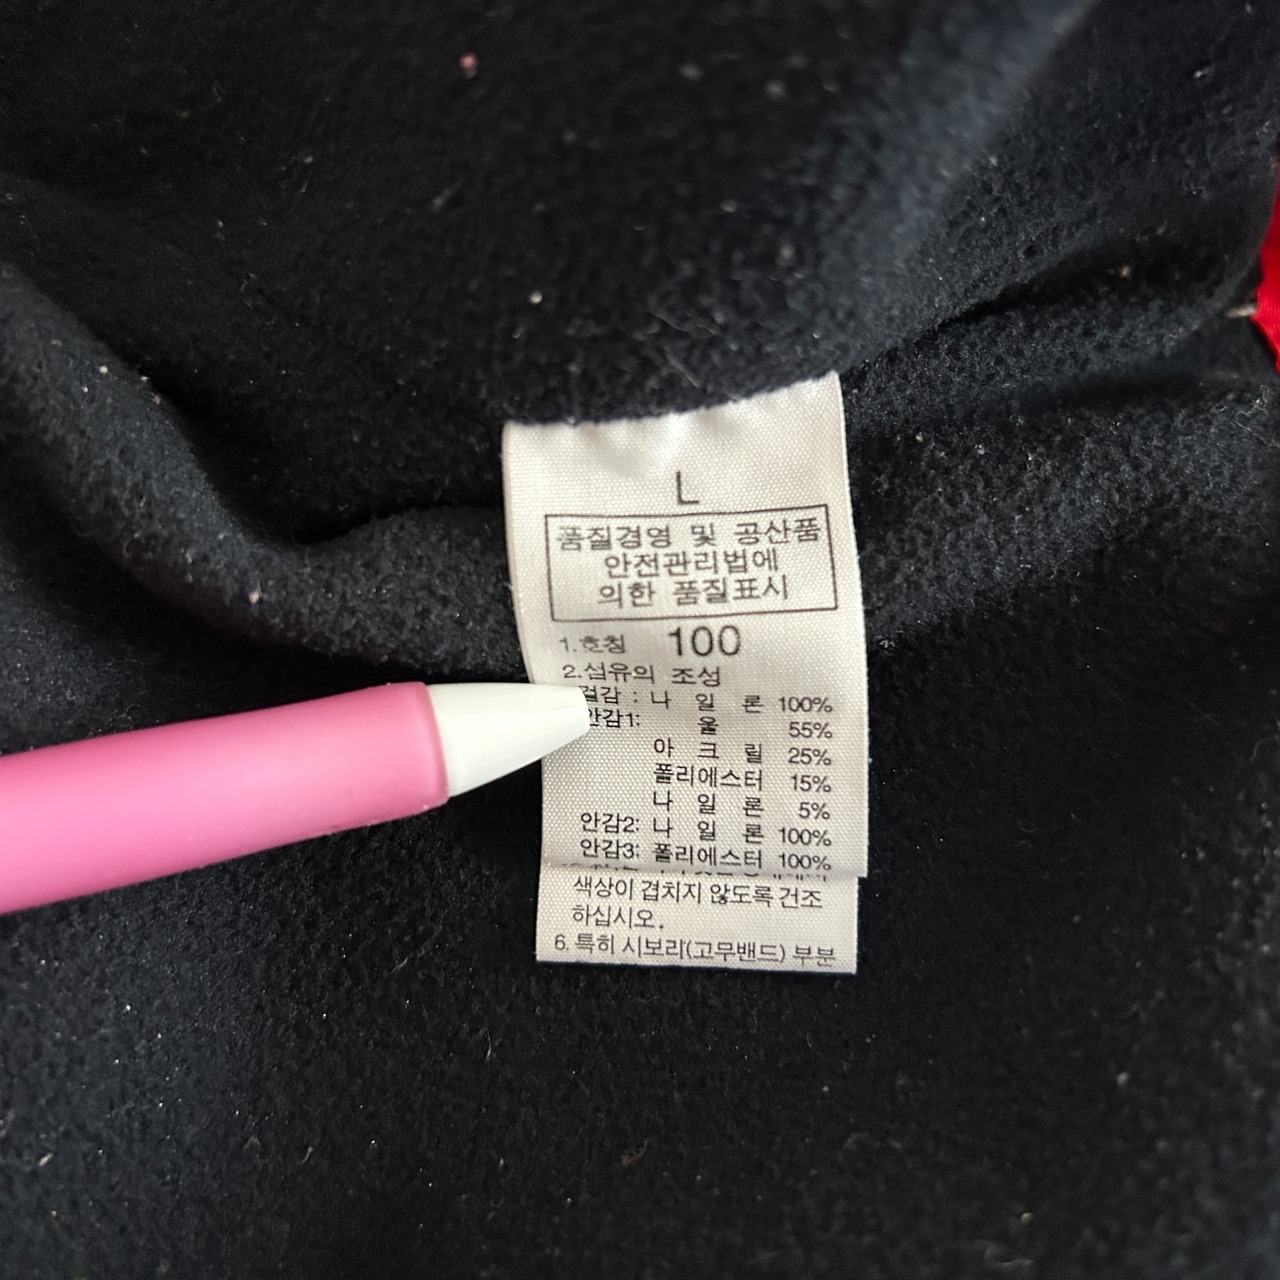 L
품질경영 및 공산품
안전관리법에
의한 품질표시
1.호칭 100
2.섬유의 조성
겉감 : 나 일 론 100%
안감1: 울 55%
아 크 릴 25%
폴리에스터 15%
나 일 론 5%
안감2: 나 일 론 100%
안감3: 폴리에스터 100%
색상이 겹치지 않도록 건조
하십시오.
6. 특히 시보리(고무밴드) 부분